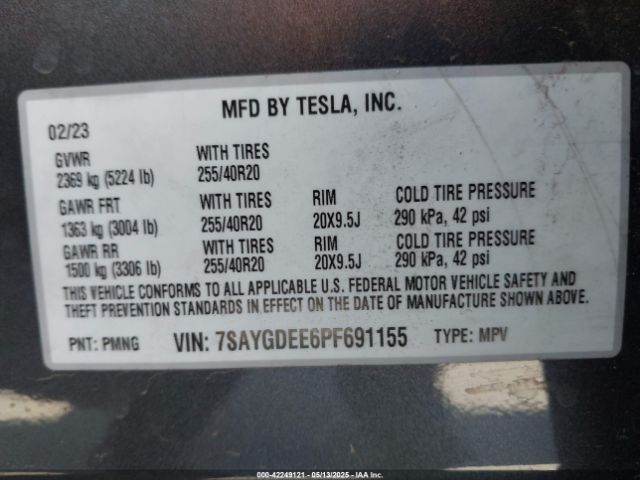 MFD BY TESLA, INC.
02/23
GVWR WITH TIRES
2369 kg (5224 lb) 255/40R20
GAWR FRT WITH TIRES RIM COLD TIRE PRESSURE
1363 kg (3004 lb) 255/40R20 20X9.5J 290 kPa, 42 psi
GAWR RR WITH TIRES RIM COLD TIRE PRESSURE
1500 kg (3306 lb) 255/40R20 20X9.5J 290 kPa, 42 psi
THIS VEHICLE CONFORMS TO ALL APPLICABLE U.S. FEDERAL MOTOR VEHICLE SAFETY AND
THEFT PREVENTION STANDARDS IN EFFECT ON THE DATE OF MANUFACTURE SHOWN ABOVE.
PNT: PMNG VIN: 7SAYGDEE6PF691155 TYPE: MPV
000-42249121 - 05/13/2025 - IAA Inc.